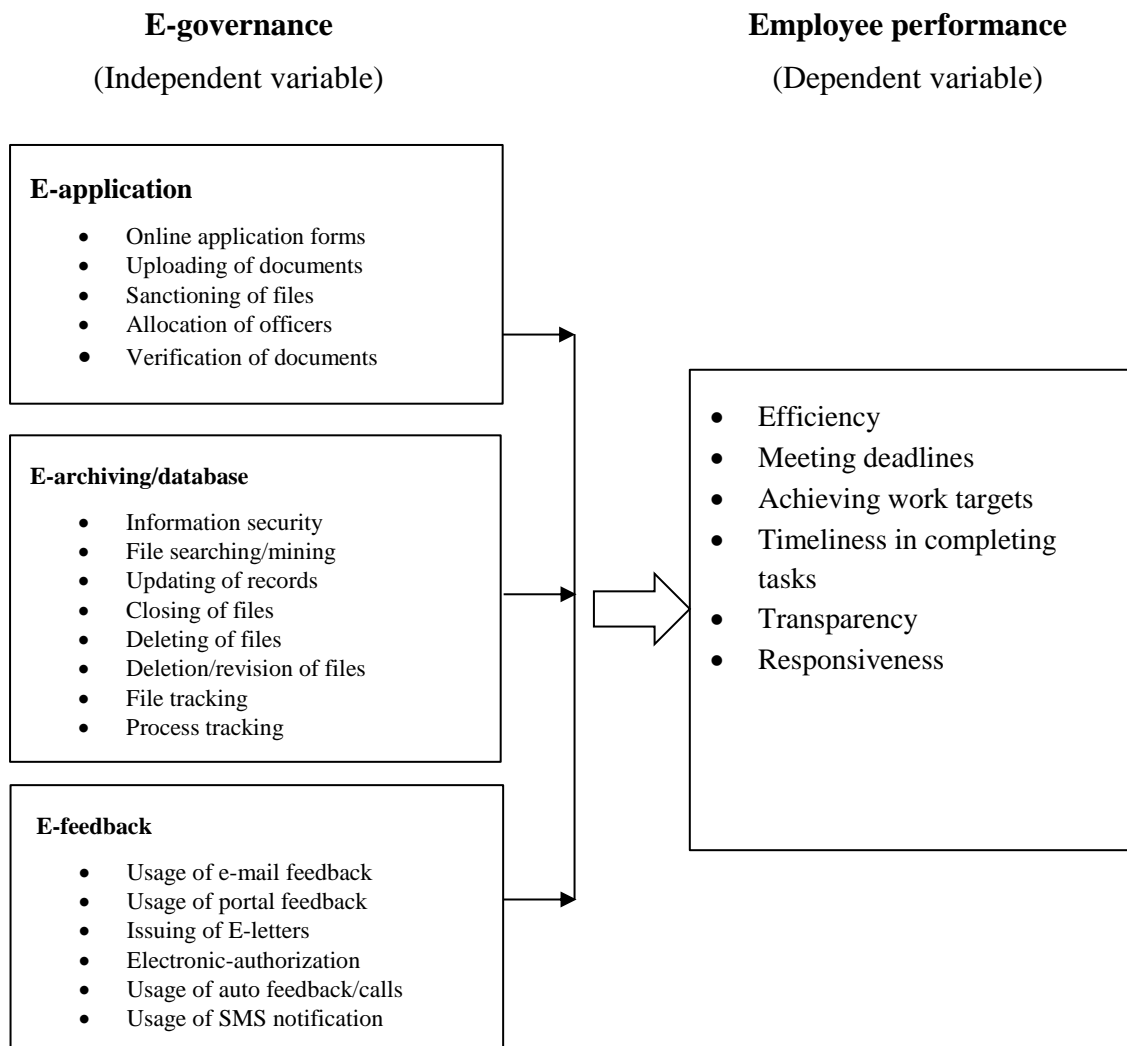 E-governance
(Independent variable)
Employee performance
(Dependent variable)
E-application
• Online application forms
• Uploading of documents
• Sanctioning of files
• Allocation of officers
• Verification of documents
E-archiving/database
• Information security
• File searching/mining
• Updating of records
• Closing of files
• Deleting of files
• Deletion/revision of files
• File tracking
• Process tracking
E-feedback
• Usage of e-mail feedback
• Usage of portal feedback
• Issuing of E-letters
• Electronic-authorization
• Usage of auto feedback/calls
• Usage of SMS notification
• Efficiency
• Meeting deadlines
• Achieving work targets
• Timeliness in completing
tasks
• Transparency
• Responsiveness